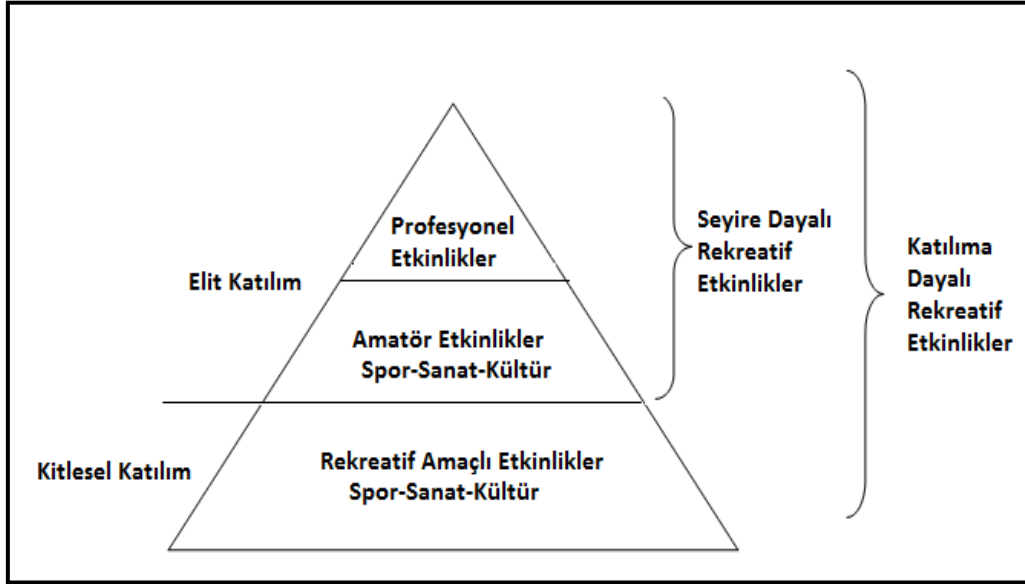 Profesyonel
Etkinlikler
Elit Katılım
Amatör Etkinlikler
Spor-Sanat-Kültür
Kitlesel Katılım
Rekreatif Amaçlı Etkinlikler
Spor-Sanat-Kültür
Seyire Dayalı
Rekreatif
Etkinlikler
Katılıma
Dayalı
Rekreatif
Etkinlikler